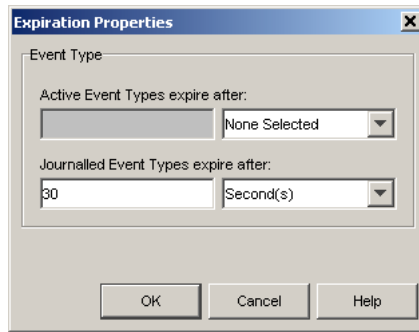 Expiration Properties
Event Type
Active Event Types expire after:
None Selected
Journalled Event Types expire after:
30 Second(s)
OK Cancel Help